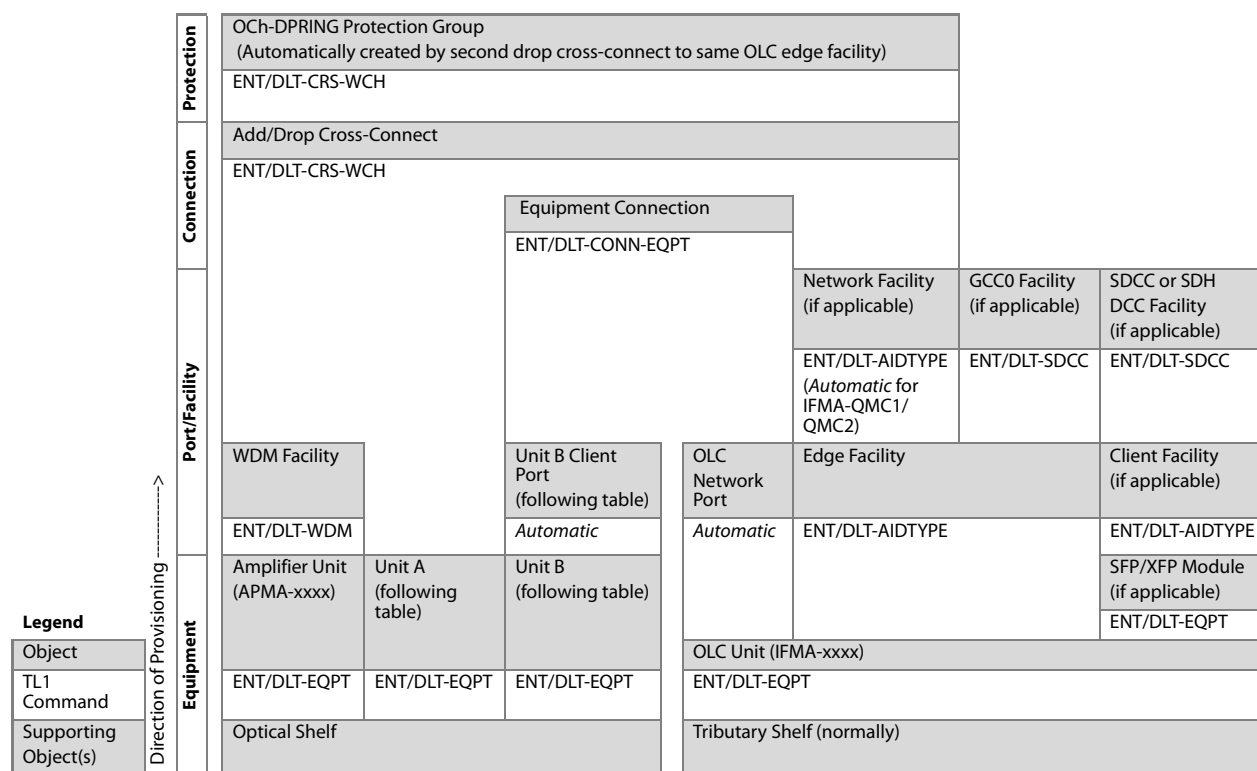 Protection
OCh-DPRING Protection Group
(Automatically created by second drop cross-connect to same OLC edge facility)
ENT/DLT-CRS-WCH
Connection
Add/Drop Cross-Connect
ENT/DLT-CRS-WCH
Equipment Connection
ENT/DLT-CONN-EQPT
Port/Facility
Network Facility
(if applicable)
GCC0 Facility
(if applicable)
SDCC or SDH
DCC Facility
(if applicable)
ENT/DLT-AIDTYPE
(Automatic for
IFMA-QMC1/
QMC2)
ENT/DLT-SDCC
ENT/DLT-SDCC
WDM Facility
Unit B Client
Port
(following table)
OLC
Network
Port
Edge Facility
Client Facility
(if applicable)
ENT/DLT-WDM
Automatic
Automatic
ENT/DLT-AIDTYPE
ENT/DLT-AIDTYPE
Equipment
Amplifier Unit
(APMA-xxxx)
Unit A
(following
table)
Unit B
(following table)
SFP/XFP Module
(if applicable)
ENT/DLT-EQPT
OLC Unit (IFMA-xxxx)
ENT/DLT-EQPT
ENT/DLT-EQPT
ENT/DLT-EQPT
ENT/DLT-EQPT
Optical Shelf
Tributary Shelf (normally)
Direction of Provisioning ------------>
Legend
Object
TL1
Command
Supporting
Object(s)